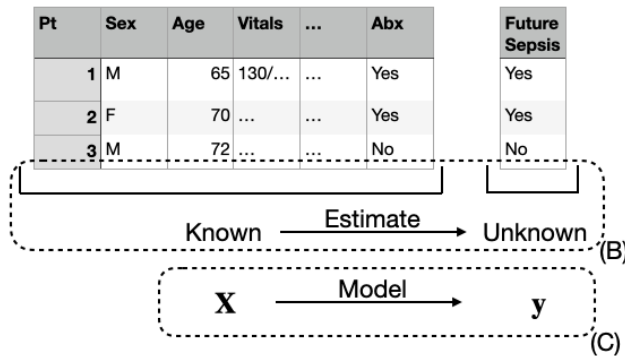 Pt Sex Age Vitals ... Abx Future
Sepsis
1 M 65 130/... ... Yes Yes
2 F 70 ... ... Yes Yes
3 M 72 ... ... No No
Estimate
Known Unknown
(B)
Model
X y
(C)